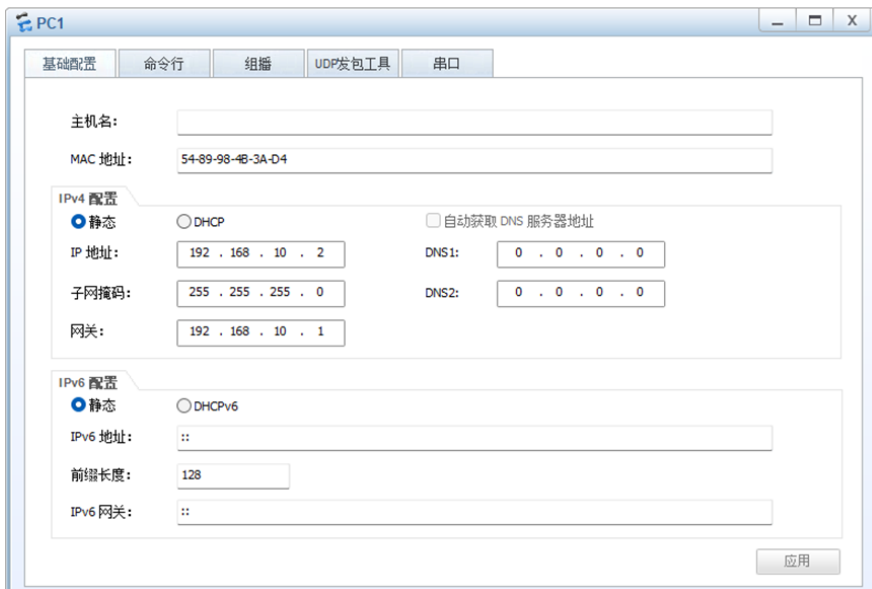 PC1
基础配置 命令行 组播 UDP发包工具 串口
主机名:
MAC 地址: 54-89-98-4B-3A-D4
IPv4 配置
静态 DHCP 自动获取 DNS 服务器地址
IP 地址: 192 . 168 . 10 . 2 DNS1: 0 . 0 . 0 . 0
子网掩码: 255 . 255 . 255 . 0 DNS2: 0 . 0 . 0 . 0
网关: 192 . 168 . 10 . 1
IPv6 配置
静态 DHCPv6
IPv6 地址: ::
前缀长度: 128
IPv6 网关: ::
应用